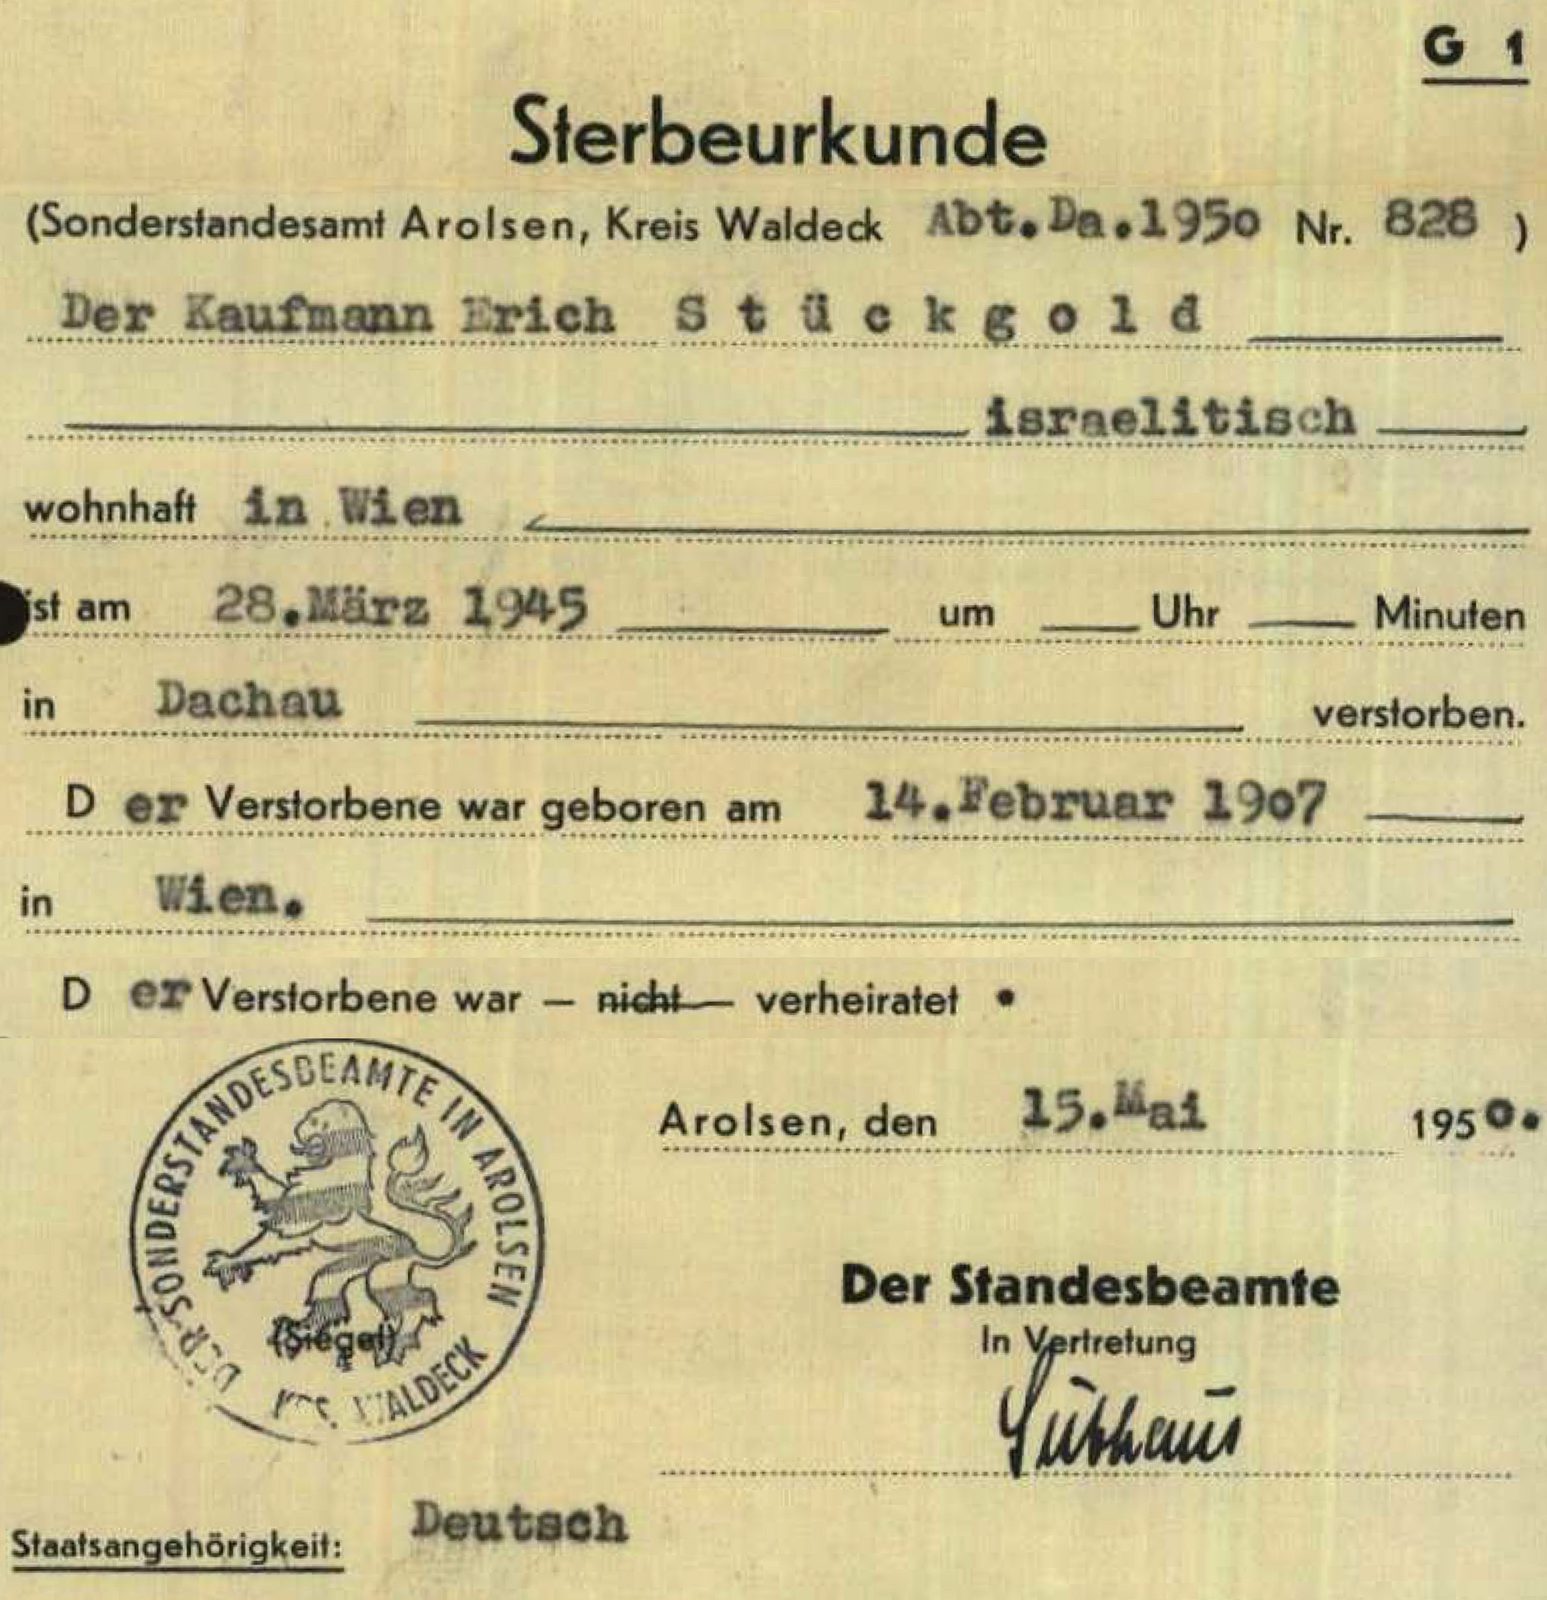 G 1
Sterbeurkunde
(Sonderstandesamt Arolsen, Kreis Waldeck Abt.Da.1950 Nr. 828 )
Der Kaufmann Erich S t ü c k g o l d
israelitisch
wohnhaft in Wien
ist am 28.März 1945 um Uhr Minuten
in Dachau verstorben.
D er Verstorbene war geboren am 14.Februar 1907
in Wien.
D er Verstorbene war — nicht — verheiratet .
DER SONDERSTANDESBEAMTE IN AROLSEN
(Siegel)
KRS. WALDECK
Arolsen, den 15.Mai 1950.
Der Standesbeamte
In Vertretung
Staatsangehörigkeit: Deutsch